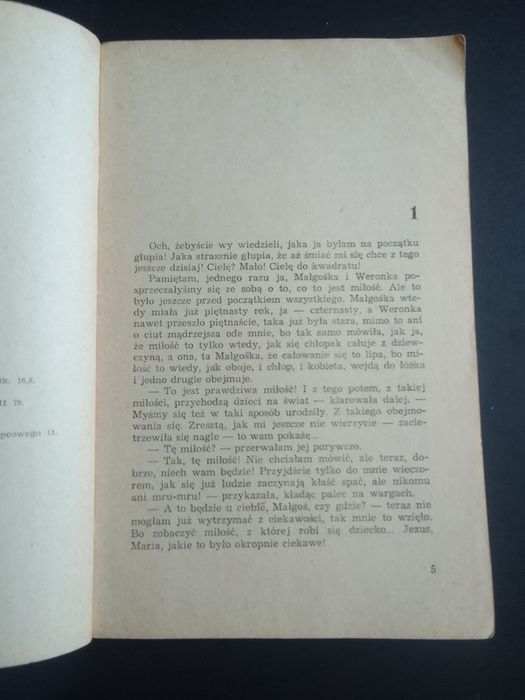 tk. 16,8.
II 75.
pcowego 13.
1
Och, żebyście wy wiedzieli, jaka ja byłam na początku
głupia! Jaka strasznie głupia, że aż śmiać mi się chce z tego
jeszcze dzisiaj! Cielę? Mało! Cielę do kwadratu!
Pamiętam, jednego razu ja, Małgośka i Weronka po-
sprzeczałyśmy się ze sobą o to, co to jest miłość. Ale to
było jeszcze przed początkiem wszystkiego. Małgośka wte-
dy miała już piętnasty rok, ja — czternasty, a Weronka
nawet przeszło piętnaście, taka już była stara, mimo to ani
o ciut mądrzejsza ode mnie, bo tak samo mówiła, jak ja,
że miłość to tylko wtedy, jak się chłopak całuje z dziew-
czyną, a ona, ta Małgośka, że całowanie się to lipa, bo mi-
łość to wtedy, jak oboje, i chłop, i kobieta, wejdą do łóżka
i jedno drugie obejmuje.
— To jest prawdziwa miłość! I z tego potem, z takiej
miłości, przychodzą dzieci na świat — klarowała dalej. —
Myśmy się też w taki sposób urodziły. Z takiego obejmo-
wania się. Zresztą, jak mi jeszcze nie wierzycie — zacie-
trzewiła się nagle — to wam pokażę...
— Tę miłość? — przerwałam jej porywczo.
— Tak, tę miłość! Nie chciałam mówić, ale teraz, do-
brze, niech wam będzie! Przyjdźcie tylko do mnie wieczo-
rem, jak się już ludzie zaczynają kłaść spać, ale nikomu
ani mru-mru! — przykazała, kładąc palec na wargach.
— A to będzie u ciebie, Małgoś, czy gdzie? — teraz nie
mogłam już wytrzymać z ciekawości, tak mnie to wzięło.
Bo zobaczyć miłość, z której robi się dziecko... Jezus,
Maria, jakie to było okropnie ciekawe!
5